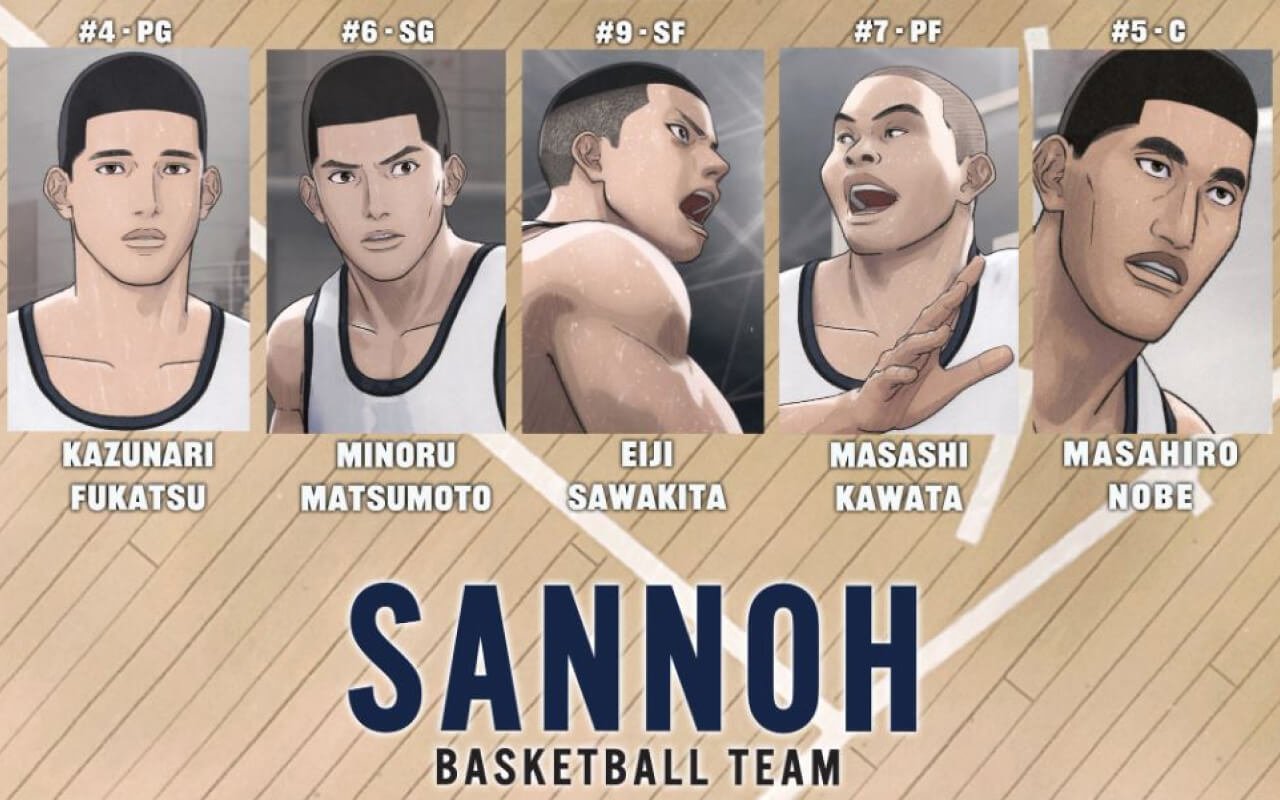 #4 - PG
#6 - SG
#9 - SF
#7 - PF
#5 - C
KAZUNARI
FUKATSU
MINORU
MATSUMOTO
EIJI
SAWAKITA
MASASHI
KAWATA
MASAHIRO
NOBE
SANNOH
BASKETBALL TEAM